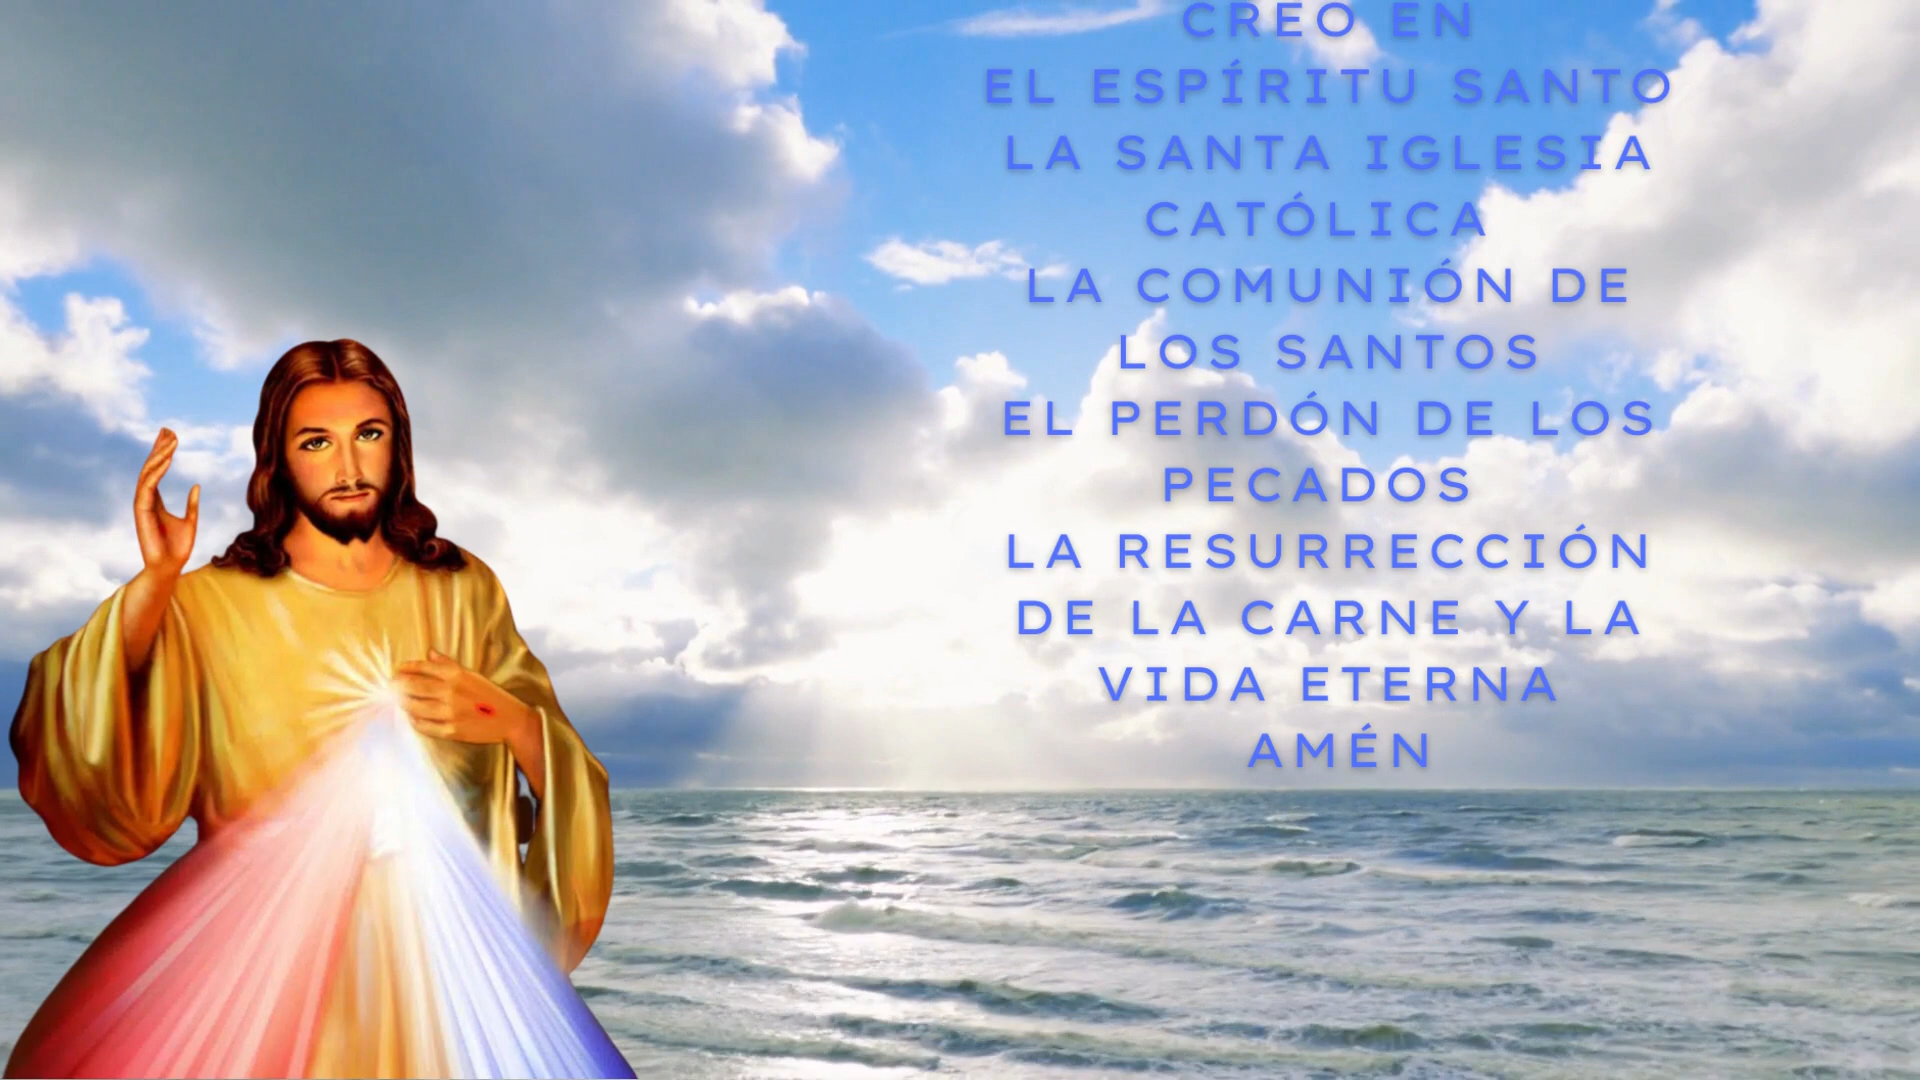 CREO EN
EL ESPÍRITU SANTO
LA SANTA IGLESIA
CATÓLICA
LA COMUNIÓN DE
LOS SANTOS
EL PERDÓN DE LOS
PECADOS
LA RESURRECCIÓN
DE LA CARNE Y LA
VIDA ETERNA
AMÉN